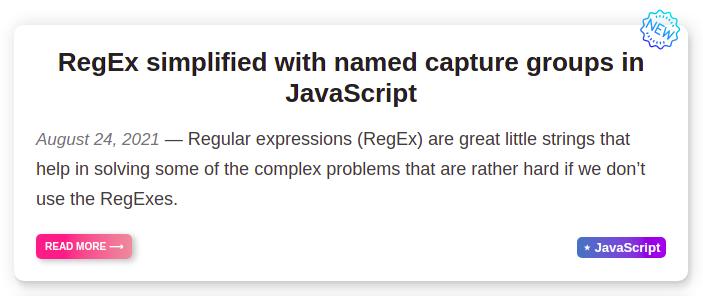 NEW
RegEx simplified with named capture groups in
JavaScript
August 24, 2021 — Regular expressions (RegEx) are great little strings that
help in solving some of the complex problems that are rather hard if we don’t
use the RegExes.
READ MORE ⟶
★ JavaScript